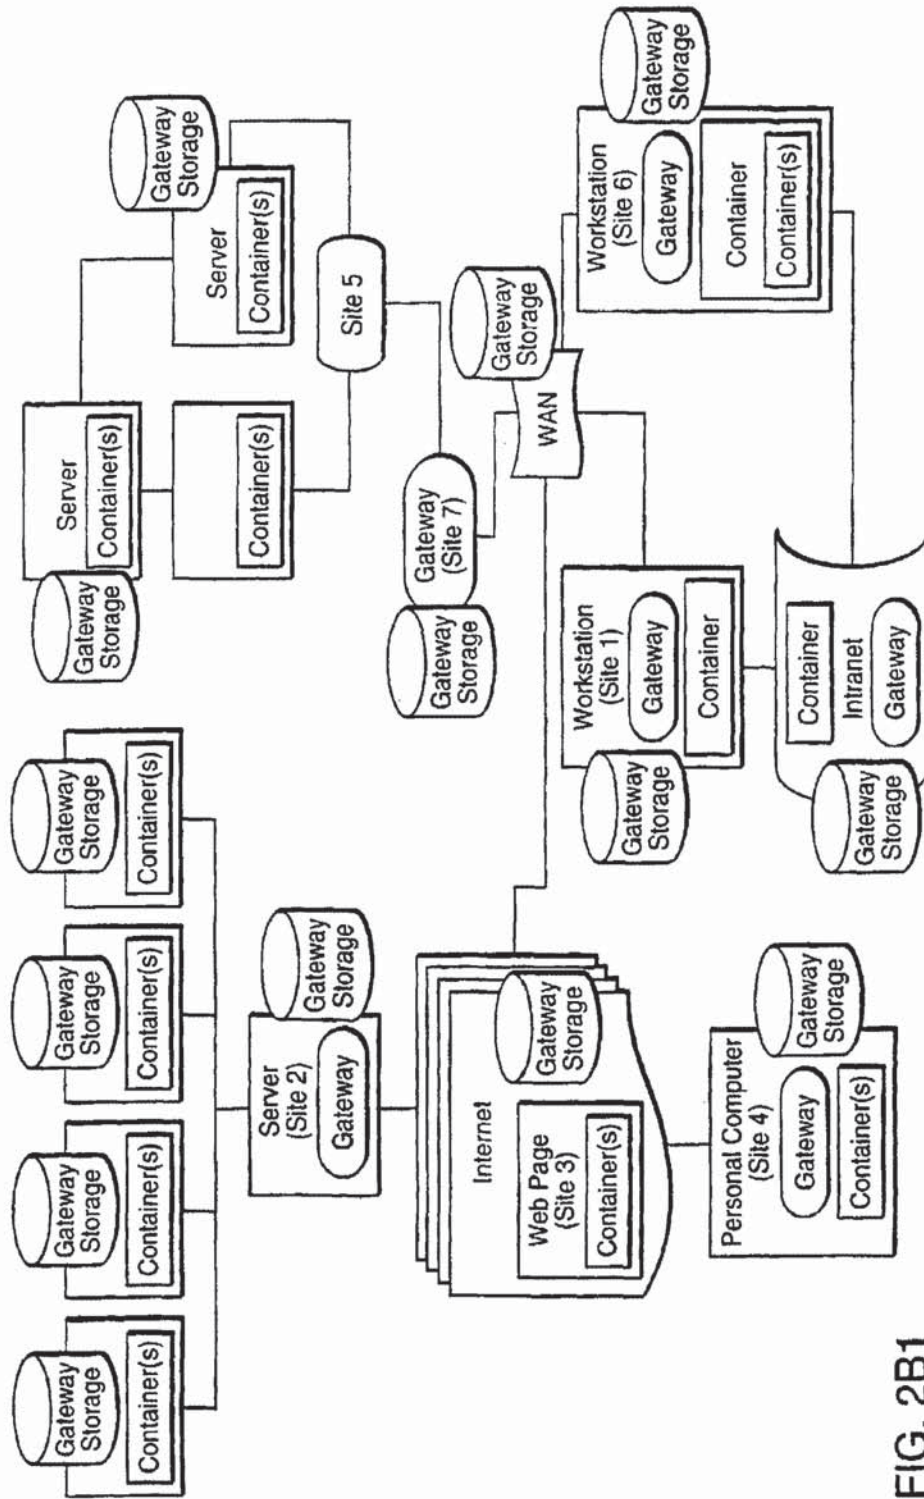 Gateway
Storage
Container(s)
Gateway
Storage
Container(s)
Gateway
Storage
Container(s)
Gateway
Storage
Container(s)
Gateway
Storage
Server
Container(s)
Container(s)
Gateway
Storage
Server
Container(s)
Site 5
Server
(Site 2)
Gateway
Gateway
Storage
Gateway
Storage
Gateway
(Site 7)
Internet
Web Page
(Site 3)
Container(s)
Gateway
Storage
WAN
Gateway
Storage
Gateway
Storage
Workstation
(Site 1)
Gateway
Container
Workstation
(Site 6)
Gateway
Container
Container(s)
Gateway
Storage
Personal Computer
(Site 4)
Gateway
Container(s)
Gateway
Storage
Gateway
Storage
Container
Intranet
Gateway
FIG. 2B1